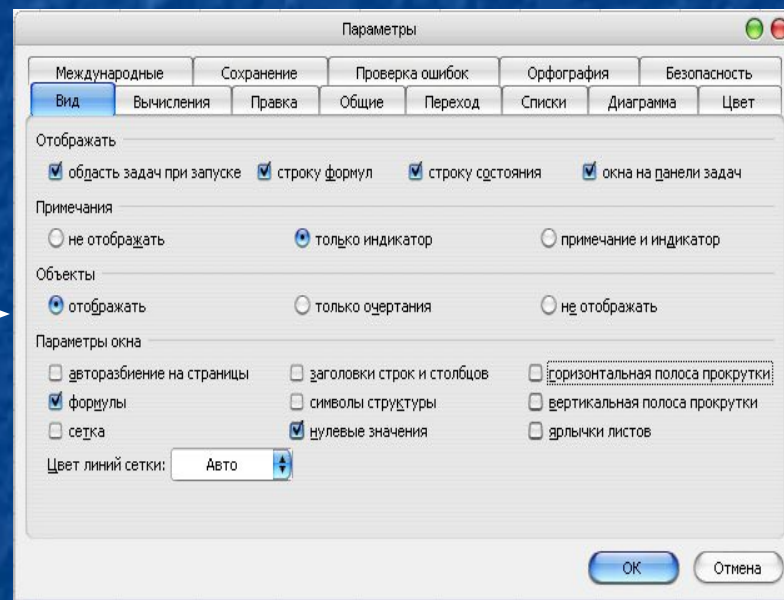 Параметры
Международные Сохранение Проверка ошибок Орфография Безопасность
Вид Вычисления Правка Общие Переход Списки Диаграмма Цвет
Отображать
область задач при запуске строку формул строку состояния окна на панели задач
Примечания
не отображать только индикатор примечание и индикатор
Объекты
отображать только очертания не отображать
Параметры окна
авторазбиение на страницы заголовки строк и столбцов горизонтальная полоса прокрутки
формулы символы структуры вертикальная полоса прокрутки
сетка нулевые значения ярлычки листов
Цвет линий сетки: Авто
ОК Отмена